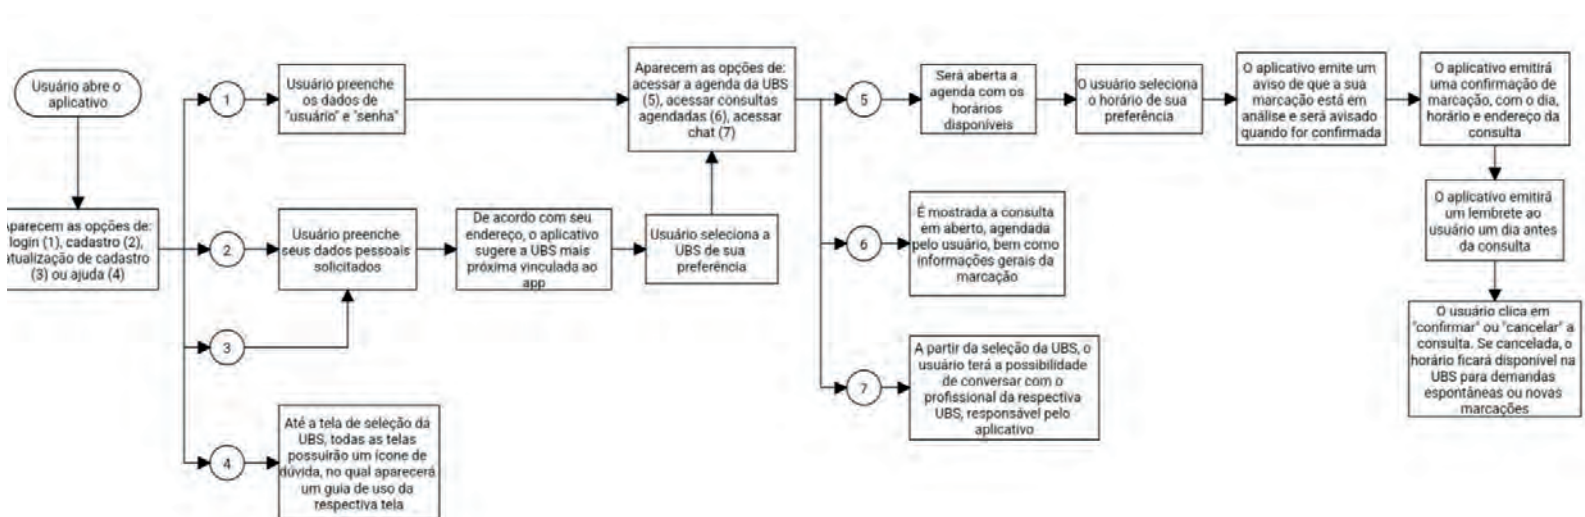 Usuário abre o
aplicativo
Aparecem as opções de:
login (1), cadastro (2),
atualização de cadastro
(3) ou ajuda (4)
1
Usuário preenche
os dados de
"usuário" e "senha"
2
Usuário preenche
seus dados pessoais
solicitados
De acordo com seu
endereço, o aplicativo
sugere a UBS mais
próxima vinculada ao
app
Usuário seleciona a
UBS de sua
preferência
3
4
Até a tela de seleção da
UBS, todas as telas
possuirão um ícone de
dúvida, no qual aparecerá
um guia de uso da
respectiva tela
Aparecem as opções de:
acessar a agenda da UBS
(5), acessar consultas
agendadas (6), acessar
chat (7)
5
Será aberta a
agenda com os
horários
disponíveis
O usuário seleciona
o horário de sua
preferência
O aplicativo emite um
aviso de que a sua
marcação está em
análise e será avisado
quando for confirmada
O aplicativo emitirá
uma confirmação de
marcação, com o dia,
horário e endereço da
consulta
O aplicativo emitirá
um lembrete ao
usuário um dia antes
da consulta
O usuário clica em
"confirmar" ou "cancelar" a
consulta. Se cancelada, o
horário ficará disponível na
UBS para demandas
espontâneas ou novas
marcações
6
É mostrada a consulta
em aberto, agendada
pelo usuário, bem como
informações gerais da
marcação
7
A partir da seleção da UBS, o
usuário terá a possibilidade
de conversar com o
profissional da respectiva
UBS, responsável pelo
aplicativo